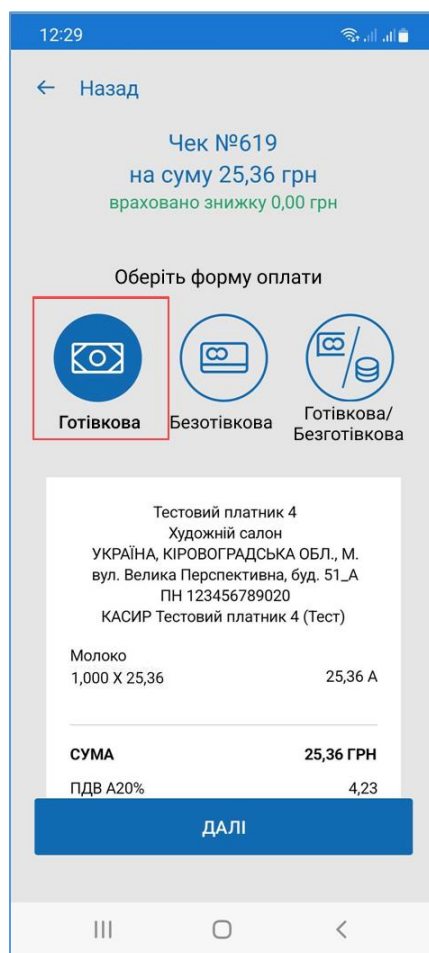 12:29
← Назад
Чек №619
на суму 25,36 грн
враховано знижку 0,00 грн
Оберіть форму оплати
Готівкова
Безотівкова
Готівкова/
Безготівкова
Тестовий платник 4
Художній салон
УКРАЇНА, КІРОВОГРАДСЬКА ОБЛ., М.
вул. Велика Перспективна, буд. 51_А
ПН 123456789020
КАСИР Тестовий платник 4 (Тест)
Молоко
1,000 X 25,36 25,36 А
СУМА 25,36 ГРН
ПДВ А20% 4,23
ДАЛІ